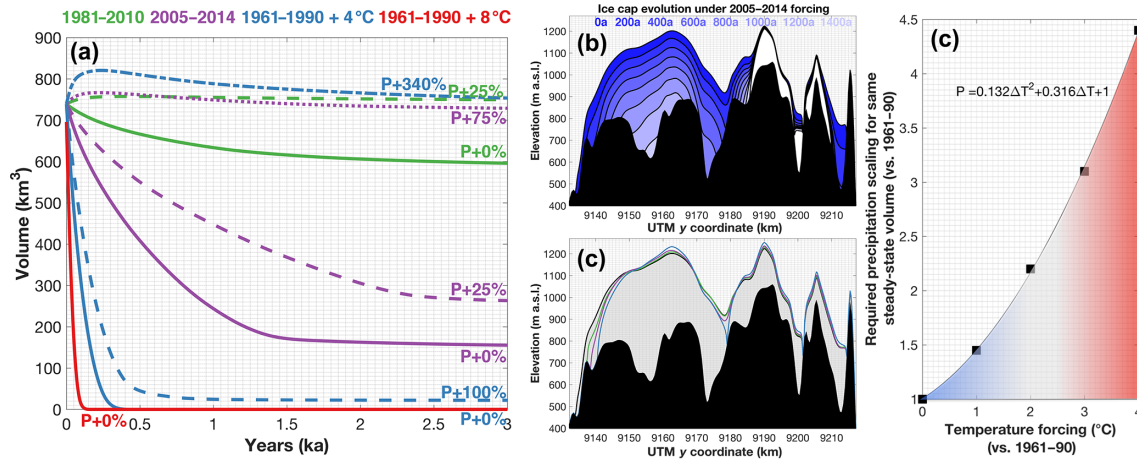 1981–2010 2005–2014 1961–1990 + 4°C 1961–1990 + 8°C
(a)
900
800
700
600
500
400
300
200
100
0
Volume (km³)
P+340%
P+25%
P+75%
P+0%
P+25%
P+0%
P+100%
P+0%
P+0%
0 0.5 1 1.5 2 2.5 3
Years (ka)
Ice cap evolution under 2005–2014 forcing
0a 200a 400a 600a 800a 1000a 1200a 1400a
(b)
1200
1100
1000
900
800
700
600
500
400
Elevation (m a.s.l.)
9140 9150 9160 9170 9180 9190 9200 9210
UTM y coordinate (km)
(c)
1200
1100
1000
900
800
700
600
500
400
Elevation (m a.s.l.)
9140 9150 9160 9170 9180 9190 9200 9210
UTM y coordinate (km)
(c)
4.5
4
3.5
3
2.5
2
1.5
1
Required precipitation scaling for same
steady-state volume (vs. 1961–90)
P =0.132ΔT²+0.316ΔT+1
0 1 2 3 4
Temperature forcing (°C)
(vs. 1961–90)